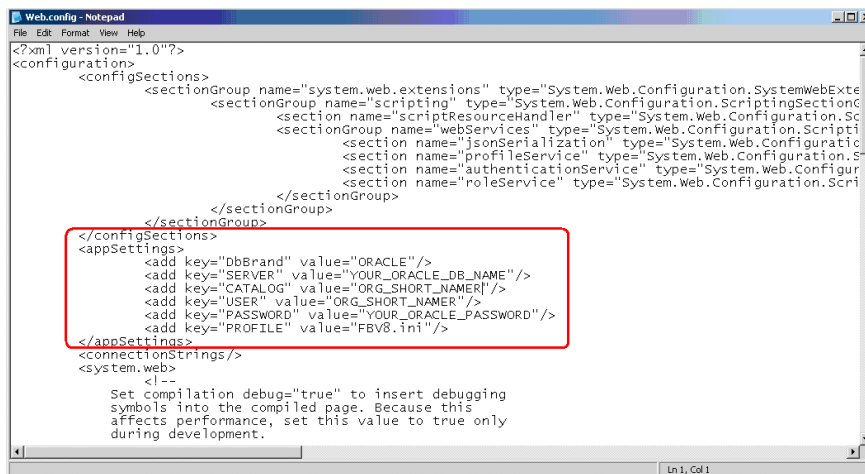 Web.config - Notepad
File Edit Format View Help
<?xml version="1.0"?>
<configuration>
<configSections>
<sectionGroup name="system.web.extensions" type="System.Web.Configuration.SystemWebExte
<sectionGroup name="scripting" type="System.Web.Configuration.ScriptingSectionG
<section name="scriptResourceHandler" type="System.Web.Configuration.Sc
<sectionGroup name="webServices" type="System.Web.Configuration.Scripti
<section name="jsonSerialization" type="System.Web.Configuratio
<section name="profileService" type="System.Web.Configuration.S
<section name="authenticationService" type="System.Web.Configur
<section name="roleService" type="System.Web.Configuration.Scri
</sectionGroup>
</sectionGroup>
</sectionGroup>
</configSections>
<appSettings>
<add key="DbBrand" value="ORACLE"/>
<add key="SERVER" value="YOUR_ORACLE_DB_NAME"/>
<add key="CATALOG" value="ORG_SHORT_NAMER"/>
<add key="USER" value="ORG_SHORT_NAMER"/>
<add key="PASSWORD" value="YOUR_ORACLE_PASSWORD"/>
<add key="PROFILE" value="FBV8.ini"/>
</appSettings>
<connectionStrings/>
<system.web>
<!--
Set compilation debug="true" to insert debugging
symbols into the compiled page. Because this
affects performance, set this value to true only
during development.
Ln 1, Col 1